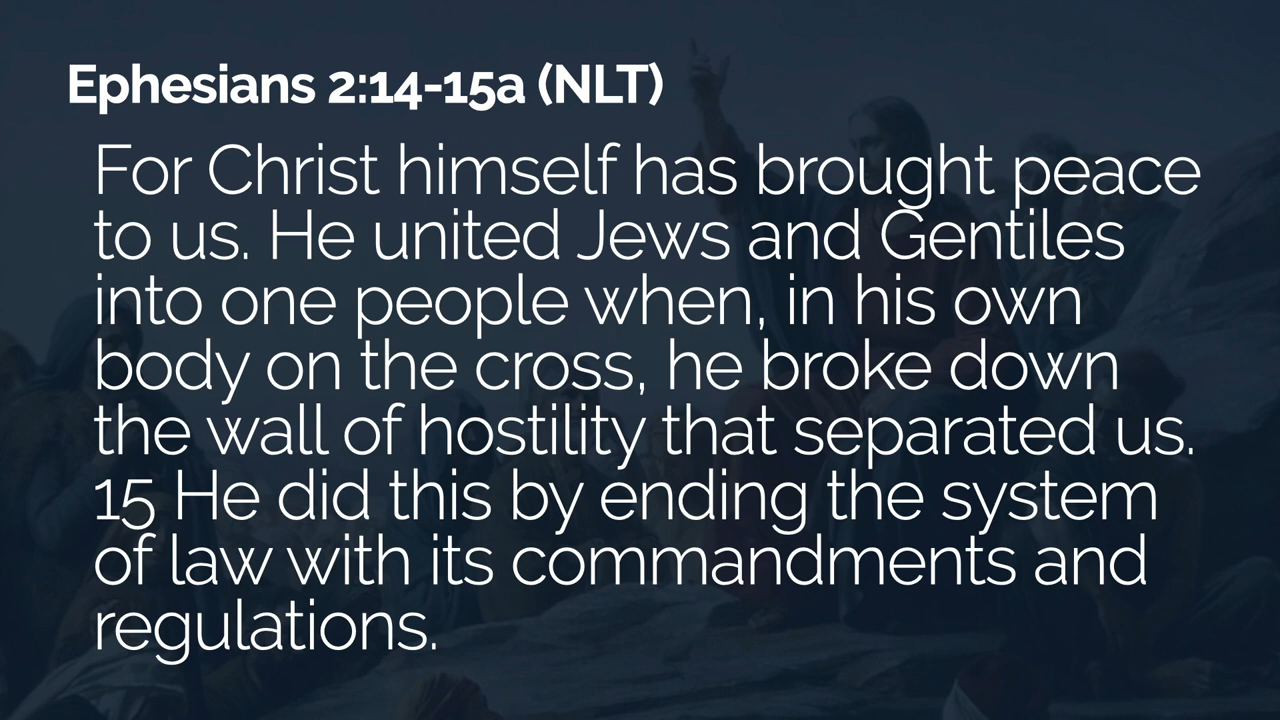 Ephesians 2:14-15a (NLT)
For Christ himself has brought peace
to us. He united Jews and Gentiles
into one people when, in his own
body on the cross, he broke down
the wall of hostility that separated us.
15 He did this by ending the system
of law with its commandments and
regulations.